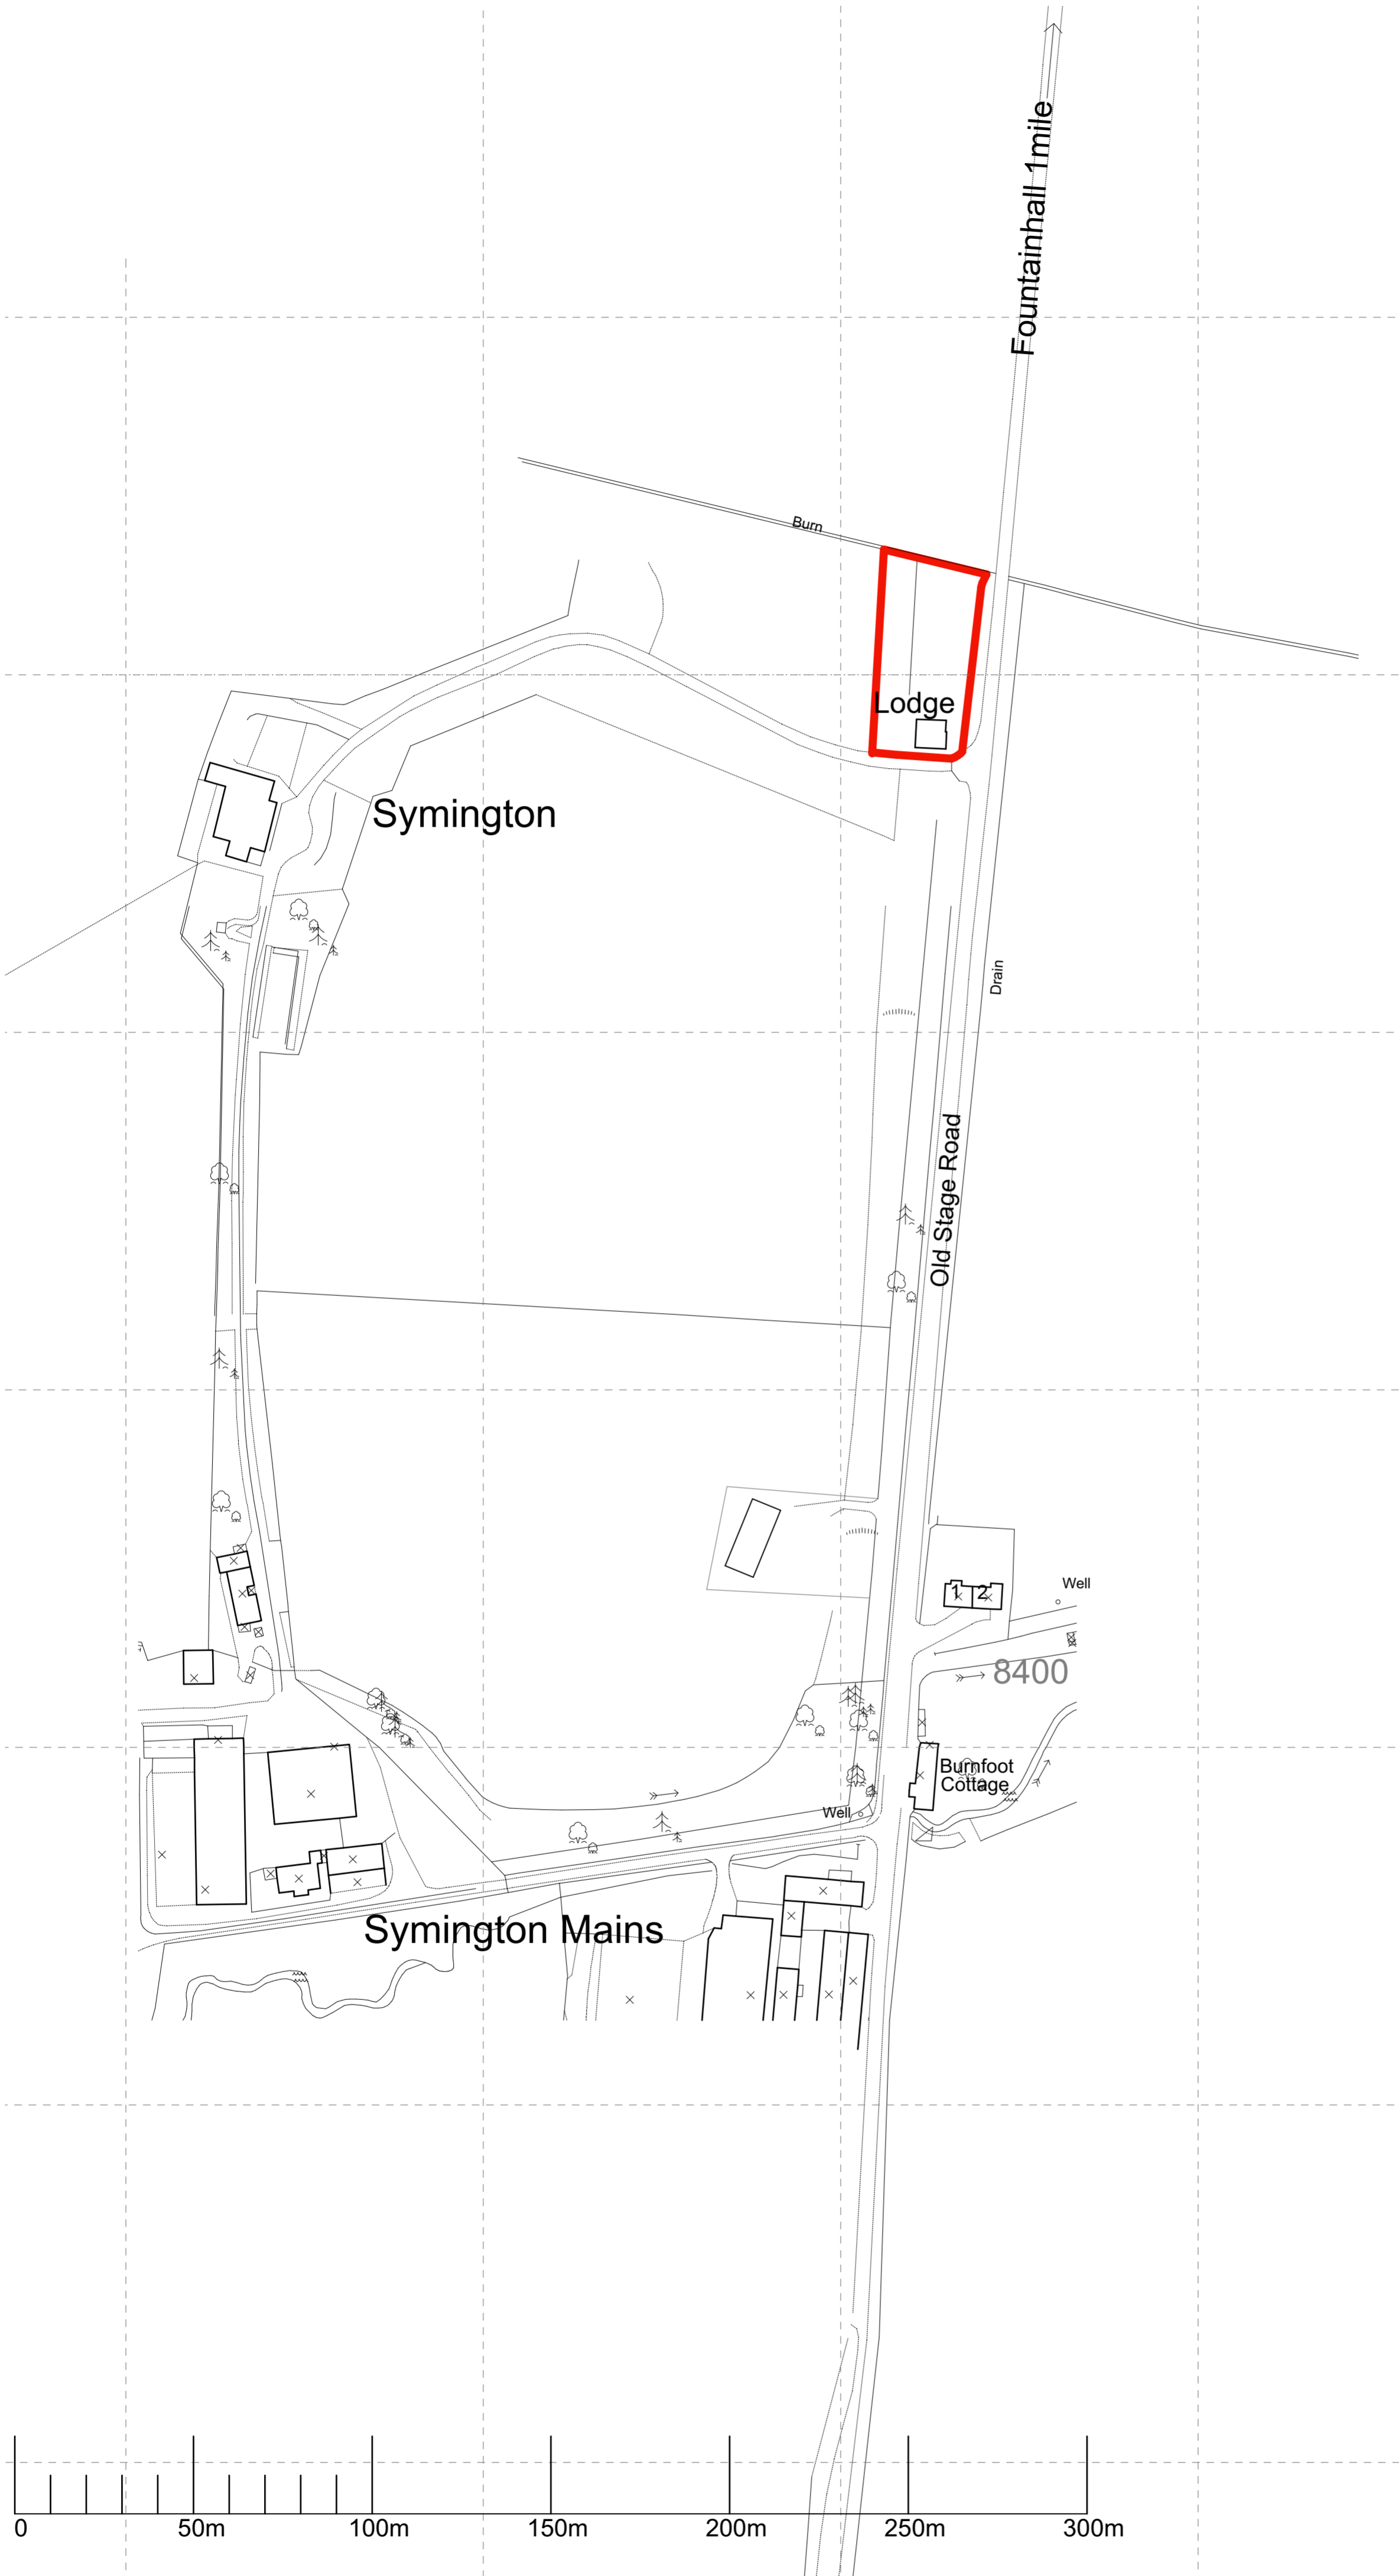 Fountainhall 1mile
Burn
Lodge
Symington
Drain
Old Stage Road
1 2
Well
8400
Burnfoot
Cottage
Well
Symington Mains
0 50m 100m 150m 200m 250m 300m